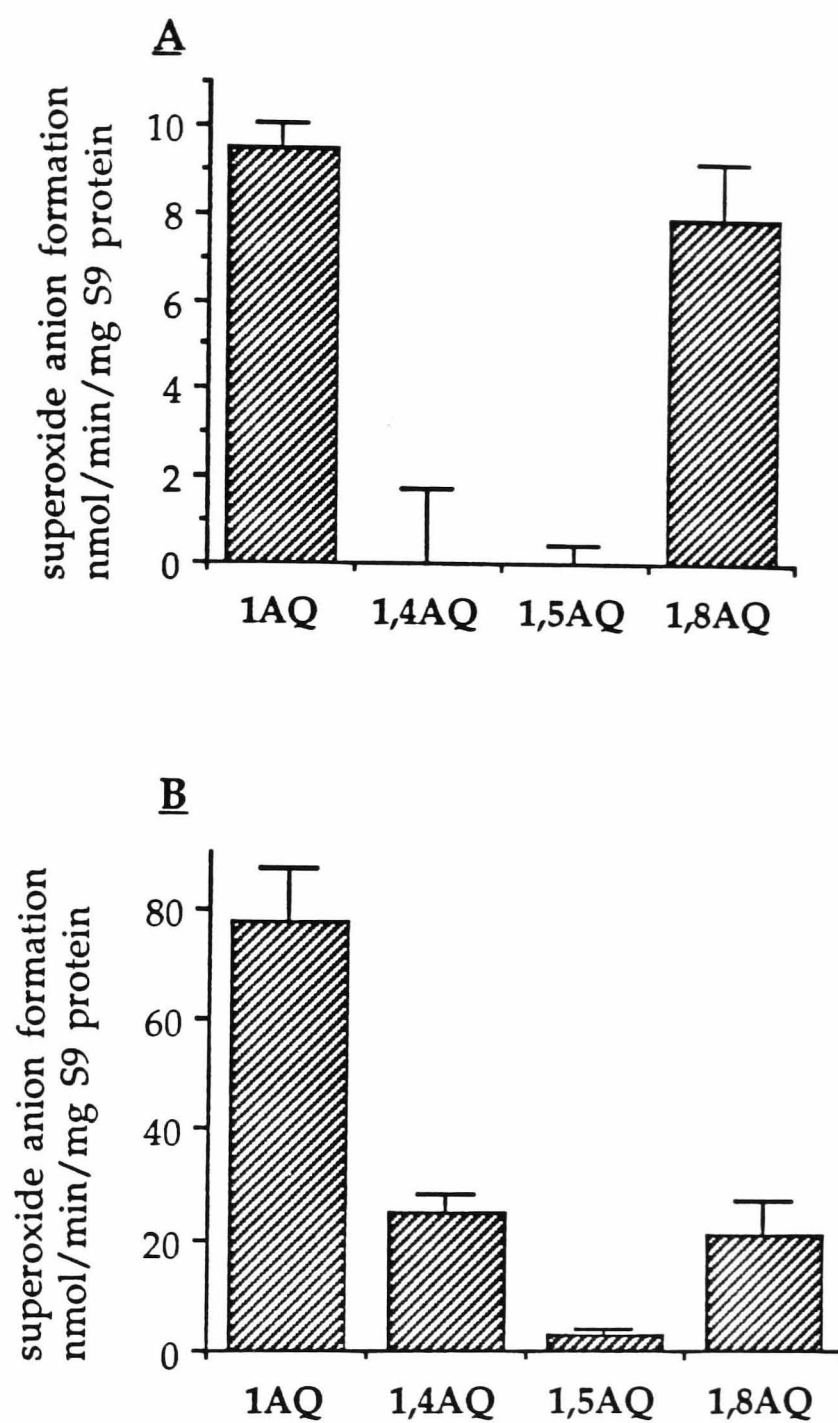 A
superoxide anion formation
nmol/min/mg S9 protein
10
8
6
4
2
0
1AQ 1,4AQ 1,5AQ 1,8AQ
B
superoxide anion formation
nmol/min/mg S9 protein
80
60
40
20
0
1AQ 1,4AQ 1,5AQ 1,8AQ